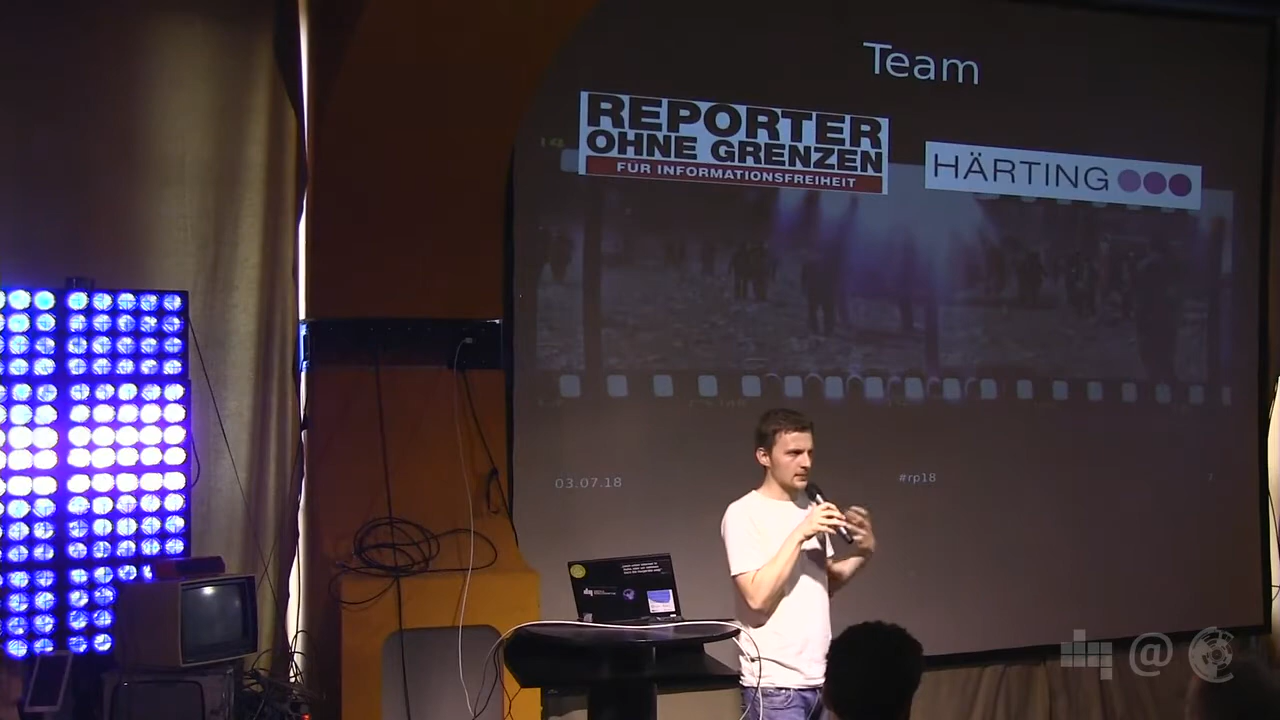 Team
REPORTER
OHNE GRENZEN
FÜR INFORMATIONSFREIHEIT
HÄRTING
03.07.18
#rp18
@